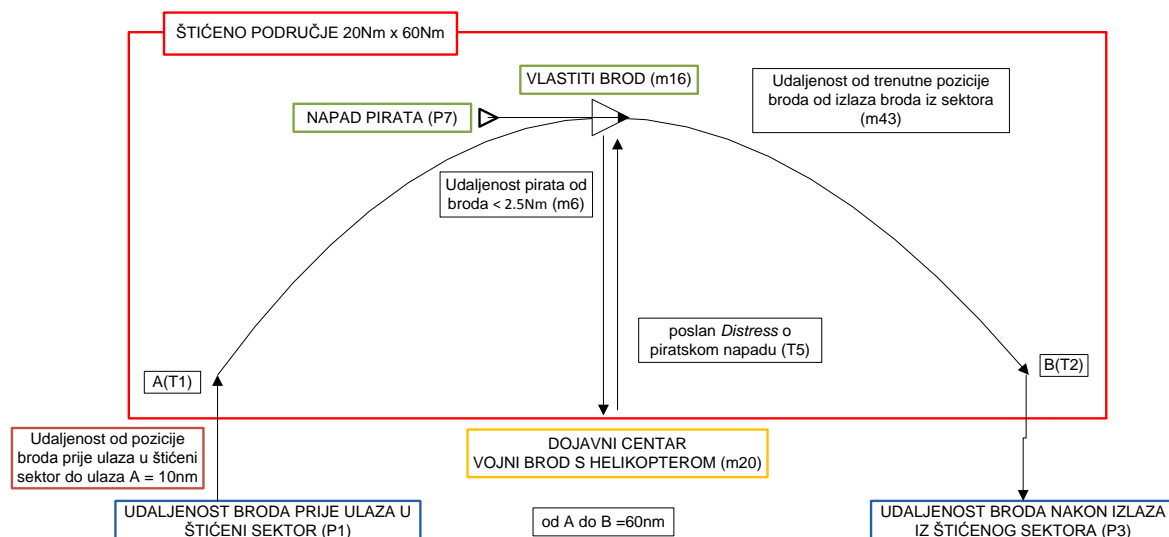 ŠTIĆENO PODRUČJE 20Nm x 60Nm
VLASTITI BROD (m16)
Udaljenost od trenutne pozicije
broda od izlaza broda iz sektora
(m43)
NAPAD PIRATA (P7)
Udaljenost pirata od
broda < 2.5Nm (m6)
poslan Distress o
piratskom napadu (T5)
A(T1)
B(T2)
Udaljenost od pozicije
broda prije ulaza u štićeni
sektor do ulaza A = 10nm
DOJAVNI CENTAR
VOJNI BROD S HELIKOPTEROM (m20)
UDALJENOST BRODA PRIJE ULAZA U
ŠTIĆENI SEKTOR (P1)
od A do B =60nm
UDALJENOST BRODA NAKON IZLAZA
IZ ŠTIĆENOG SEKTORA (P3)